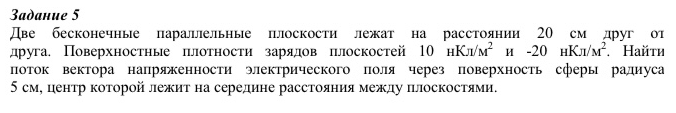 Задание 5
Две бесконечные параллельные плоскости лежат на расстоянии 20 см друг от
друга. Поверхностные плотности зарядов плоскостей 10 нКл/м² и -20 нКл/м². Найти
поток вектора напряженности электрического поля через поверхность сферы радиуса
5 см, центр которой лежит на середине расстояния между плоскостями.